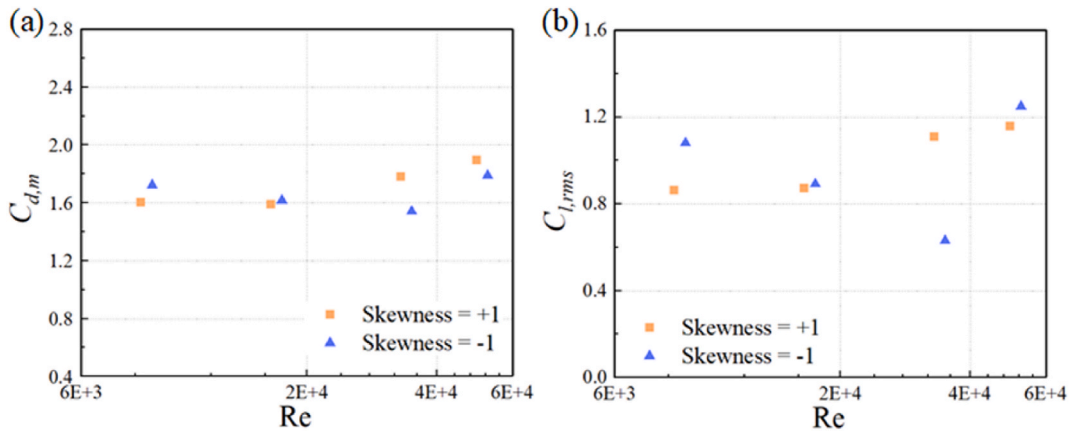 (a)
2.8
2.4
2.0
1.6
1.2
0.8
0.4
C_{d,m}
Skewness = +1
Skewness = -1
6E+3
2E+4
4E+4
6E+4
Re
(b)
1.6
1.2
0.8
0.4
0.0
C_{l,rms}
Skewness = +1
Skewness = -1
6E+3
2E+4
4E+4
6E+4
Re